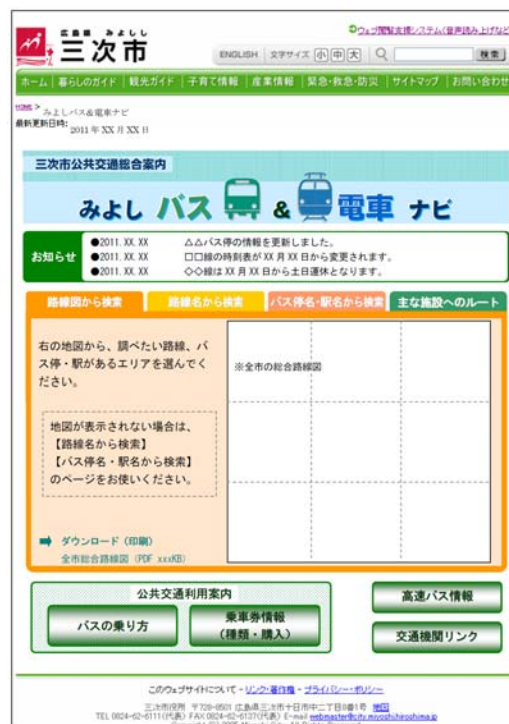 ウェブ閲覧支援システム(音声読み上げなど
広島県 みよしし
三次市
ENGLISH 文字サイズ 小 中 大 検索
ホーム 暮らしのガイド 観光ガイド 子育て情報 産業情報 緊急・救急・防災 サイトマップ お問い合わせ
HOME > みよしバス&電車ナビ
最新更新日時: 2011 年 XX 月 XX 日
三次市公共交通総合案内
みよし バス & 電車 ナビ
お知らせ
●2011. XX. XX △△バス停の情報を更新しました。
●2011. XX. XX □□線の時刻表が XX 月 XX 日から変更されます。
●2011. XX. XX ◇◇線は XX 月 XX 日から土日運休となります。
路線図から検索 路線名から検索 バス停名・駅名から検索 主な施設へのルート
右の地図から、調べたい路線、バ
ス停・駅があるエリアを選んでく
ださい。
※全市の総合路線図
地図が表示されない場合は、
【路線名から検索】
【バス停名・駅名から検索】
のページをお使いください。
ダウンロード（印刷）
全市総合路線図（PDF xxxKB）
公共交通利用案内
バスの乗り方
乗車券情報
（種類・購入）
高速バス情報
交通機関リンク
このウェブサイトについて - リンク・著作権 - プライバシー・ポリシー
三次市役所 〒728-8501 広島県三次市十日市中二丁目8番1号 地図
TEL 0824-62-6111(代表) FAX 0824-62-6137(代表) E-mail webmaster@city.miyoshi.hiroshima.jp